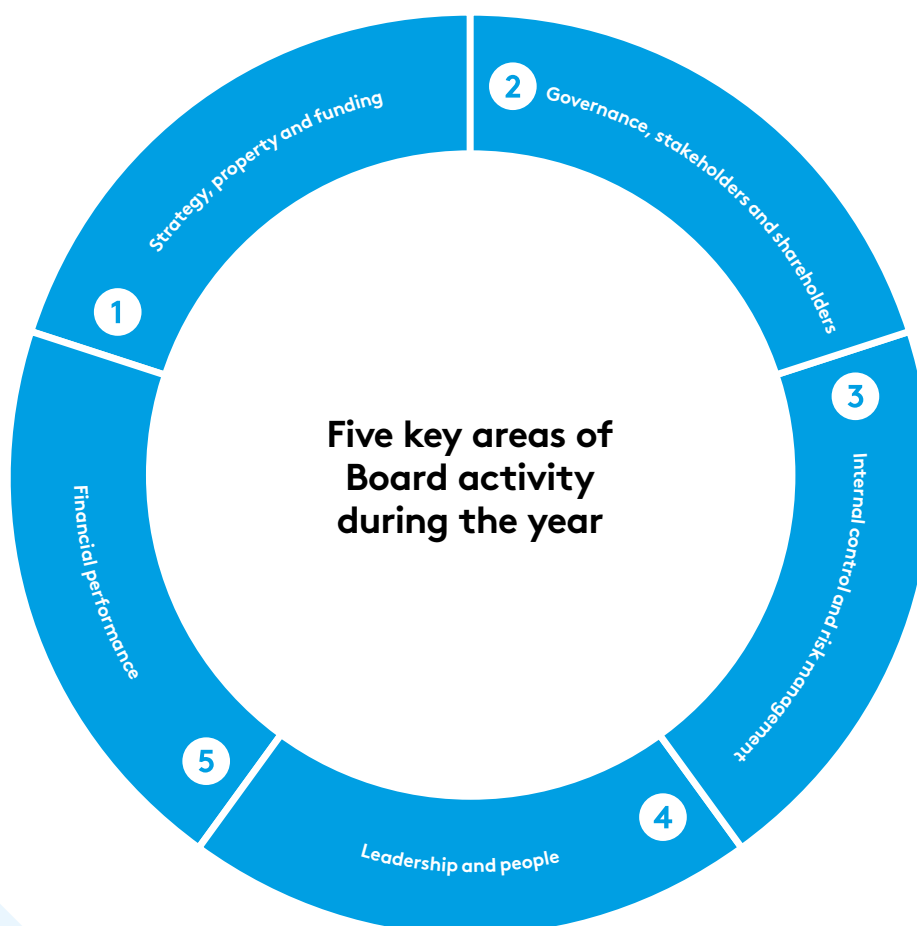 Five key areas of
Board activity
during the year
1
Strategy, property and funding
2
Governance, stakeholders and shareholders
3
Internal control and risk management
4
Leadership and people
5
Financial performance